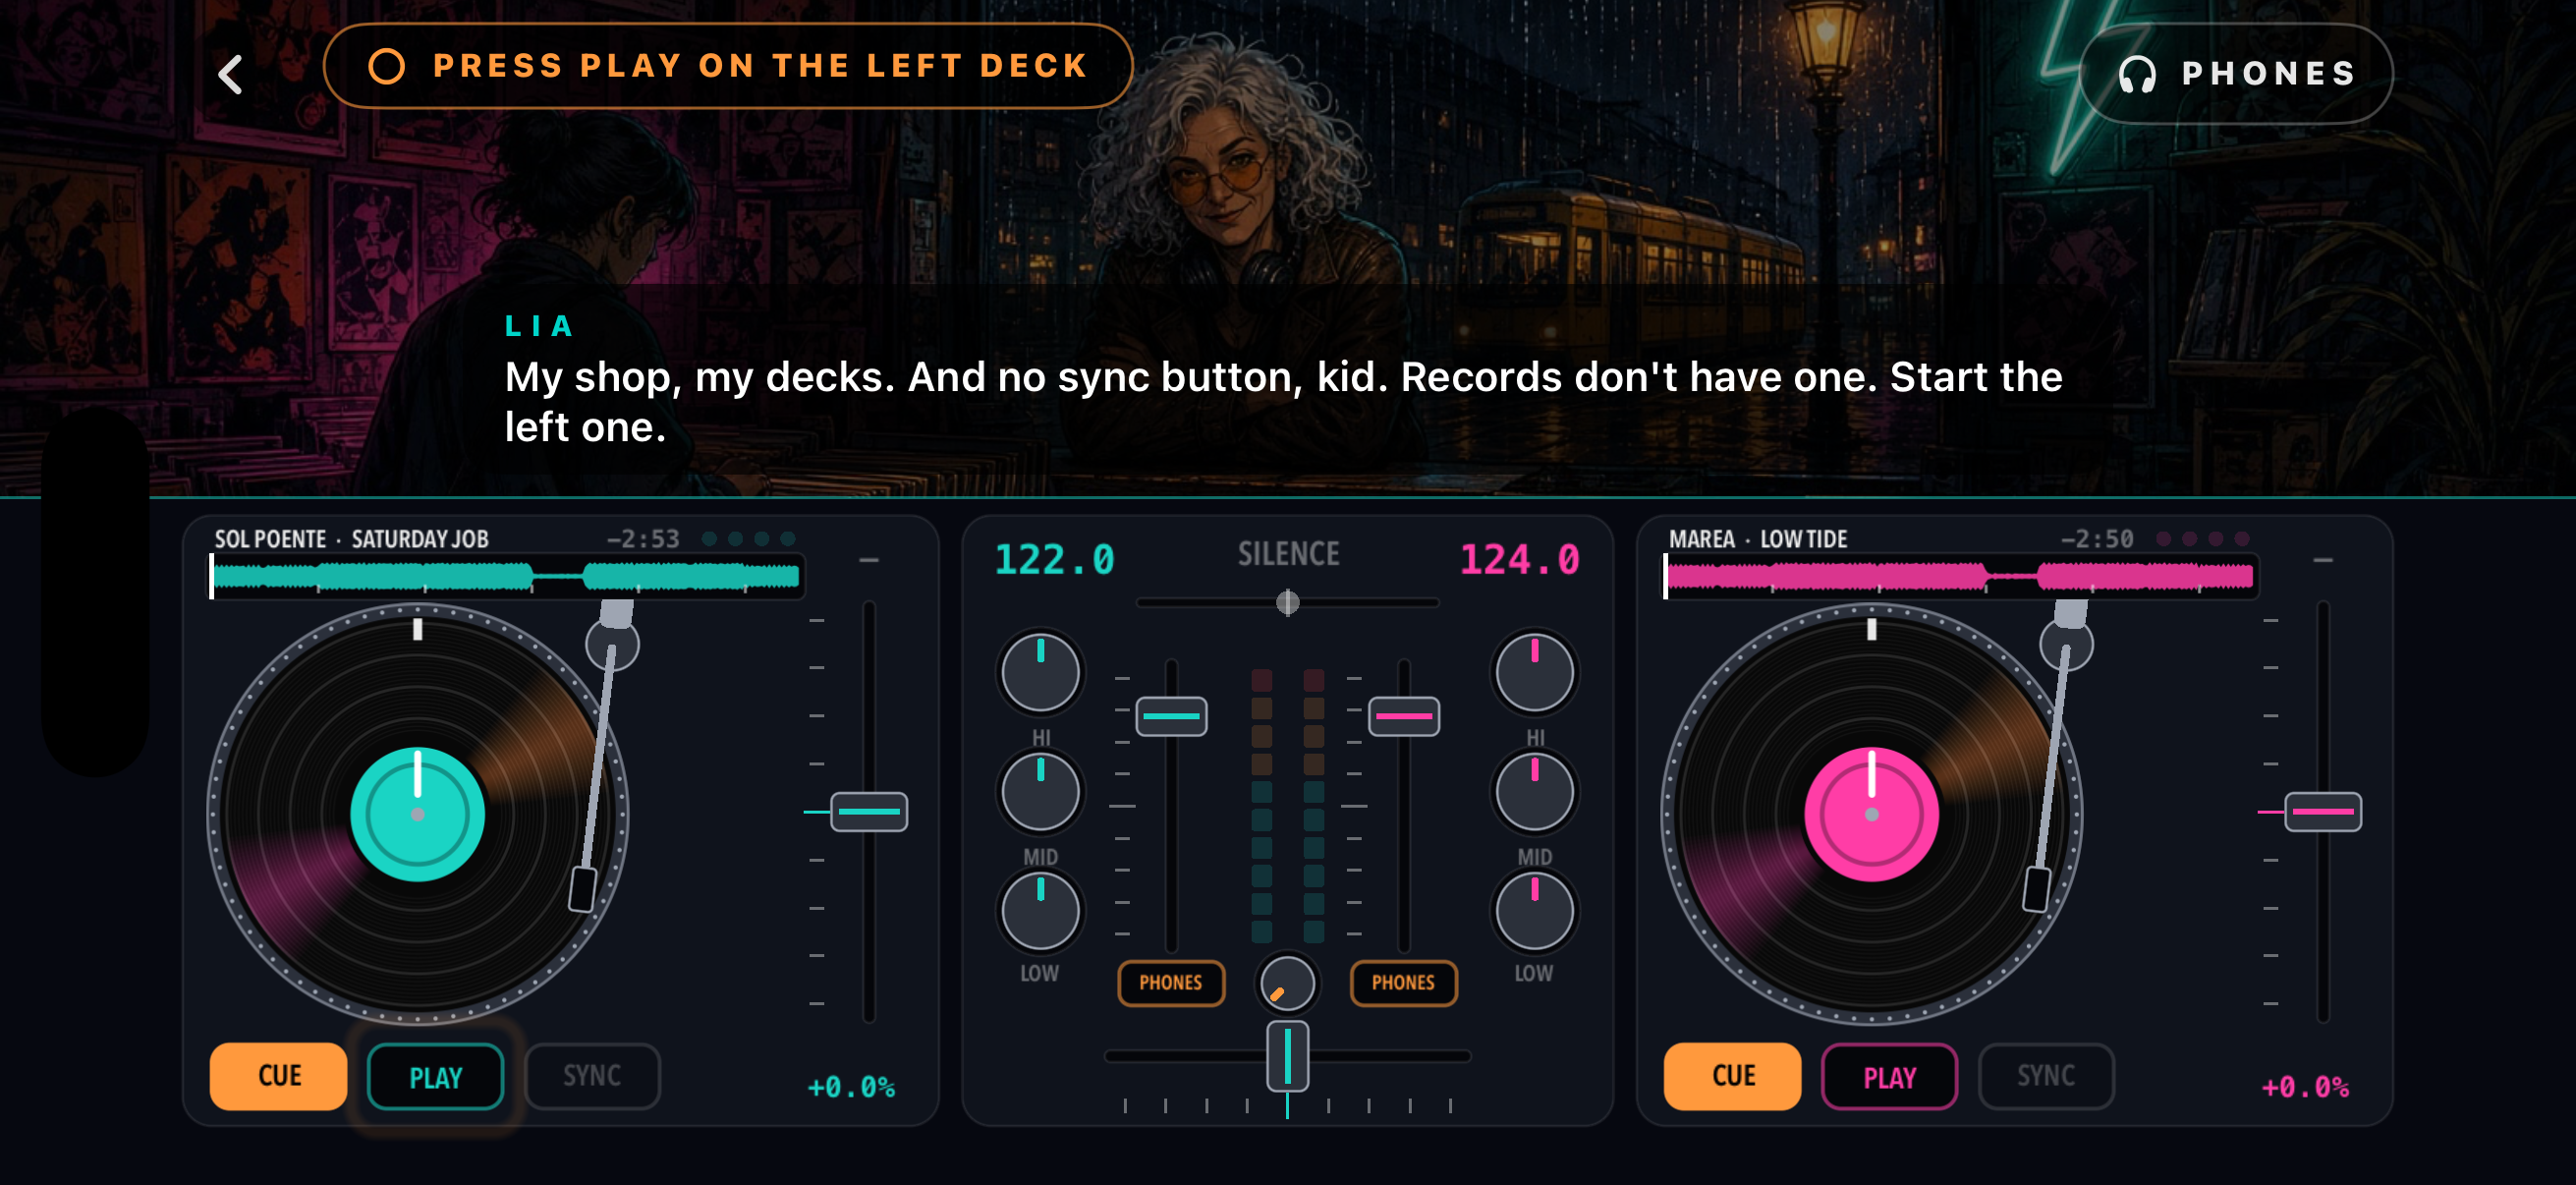 PRESS PLAY ON THE LEFT DECK
PHONES
LIA
My shop, my decks. And no sync button, kid. Records don't have one. Start the
left one.
SOL POENTE · SATURDAY JOB
−2:53
122.0
SILENCE
124.0
MAREA · LOW TIDE
−2:50
HI
HI
MID
MID
LOW
LOW
PHONES
PHONES
CUE
PLAY
SYNC
+0.0%
CUE
PLAY
SYNC
+0.0%